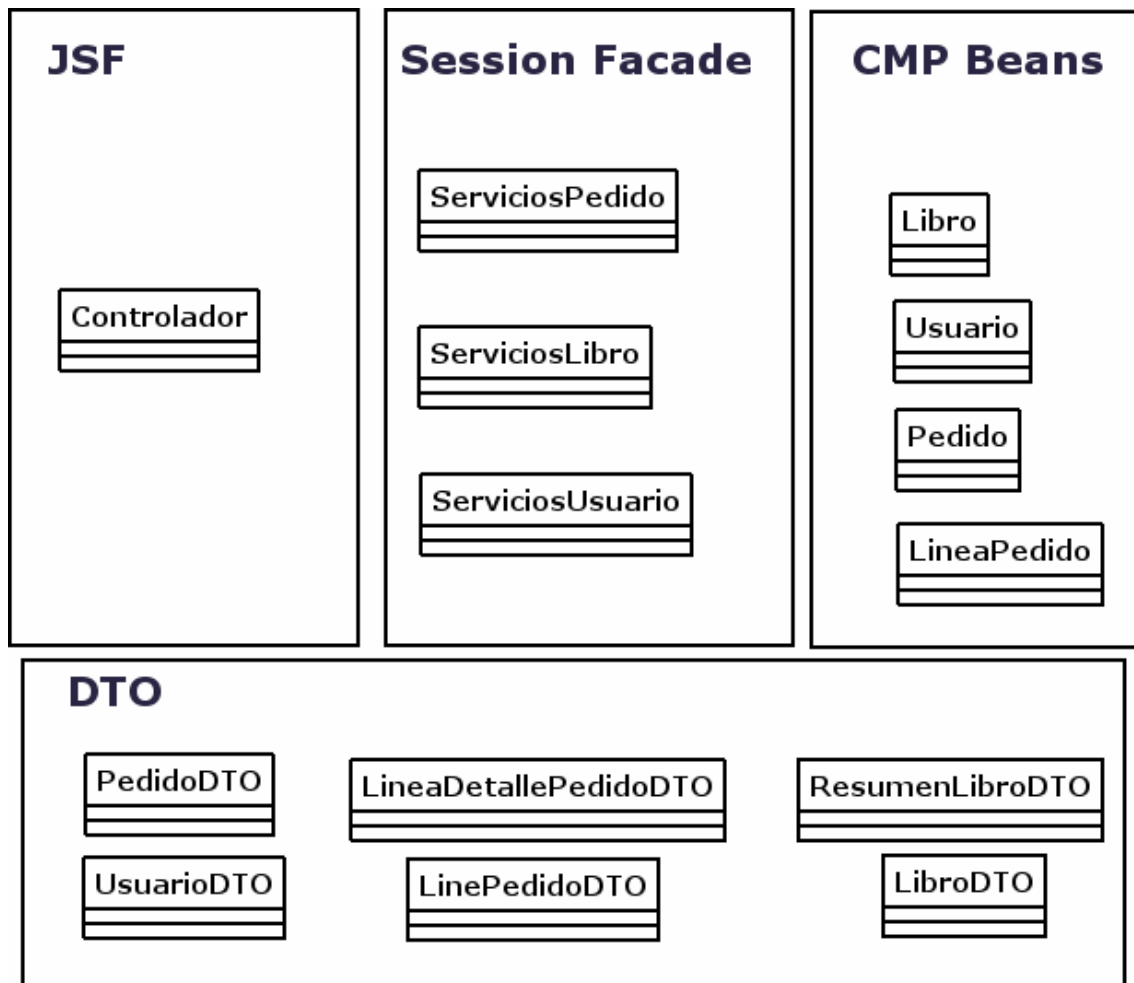 JSF
Controlador
Session Facade
ServiciosPedido
ServiciosLibro
ServiciosUsuario
CMP Beans
Libro
Usuario
Pedido
LineaPedido
DTO
PedidoDTO
LineaDetallePedidoDTO
ResumenLibroDTO
UsuarioDTO
LinePedidoDTO
LibroDTO